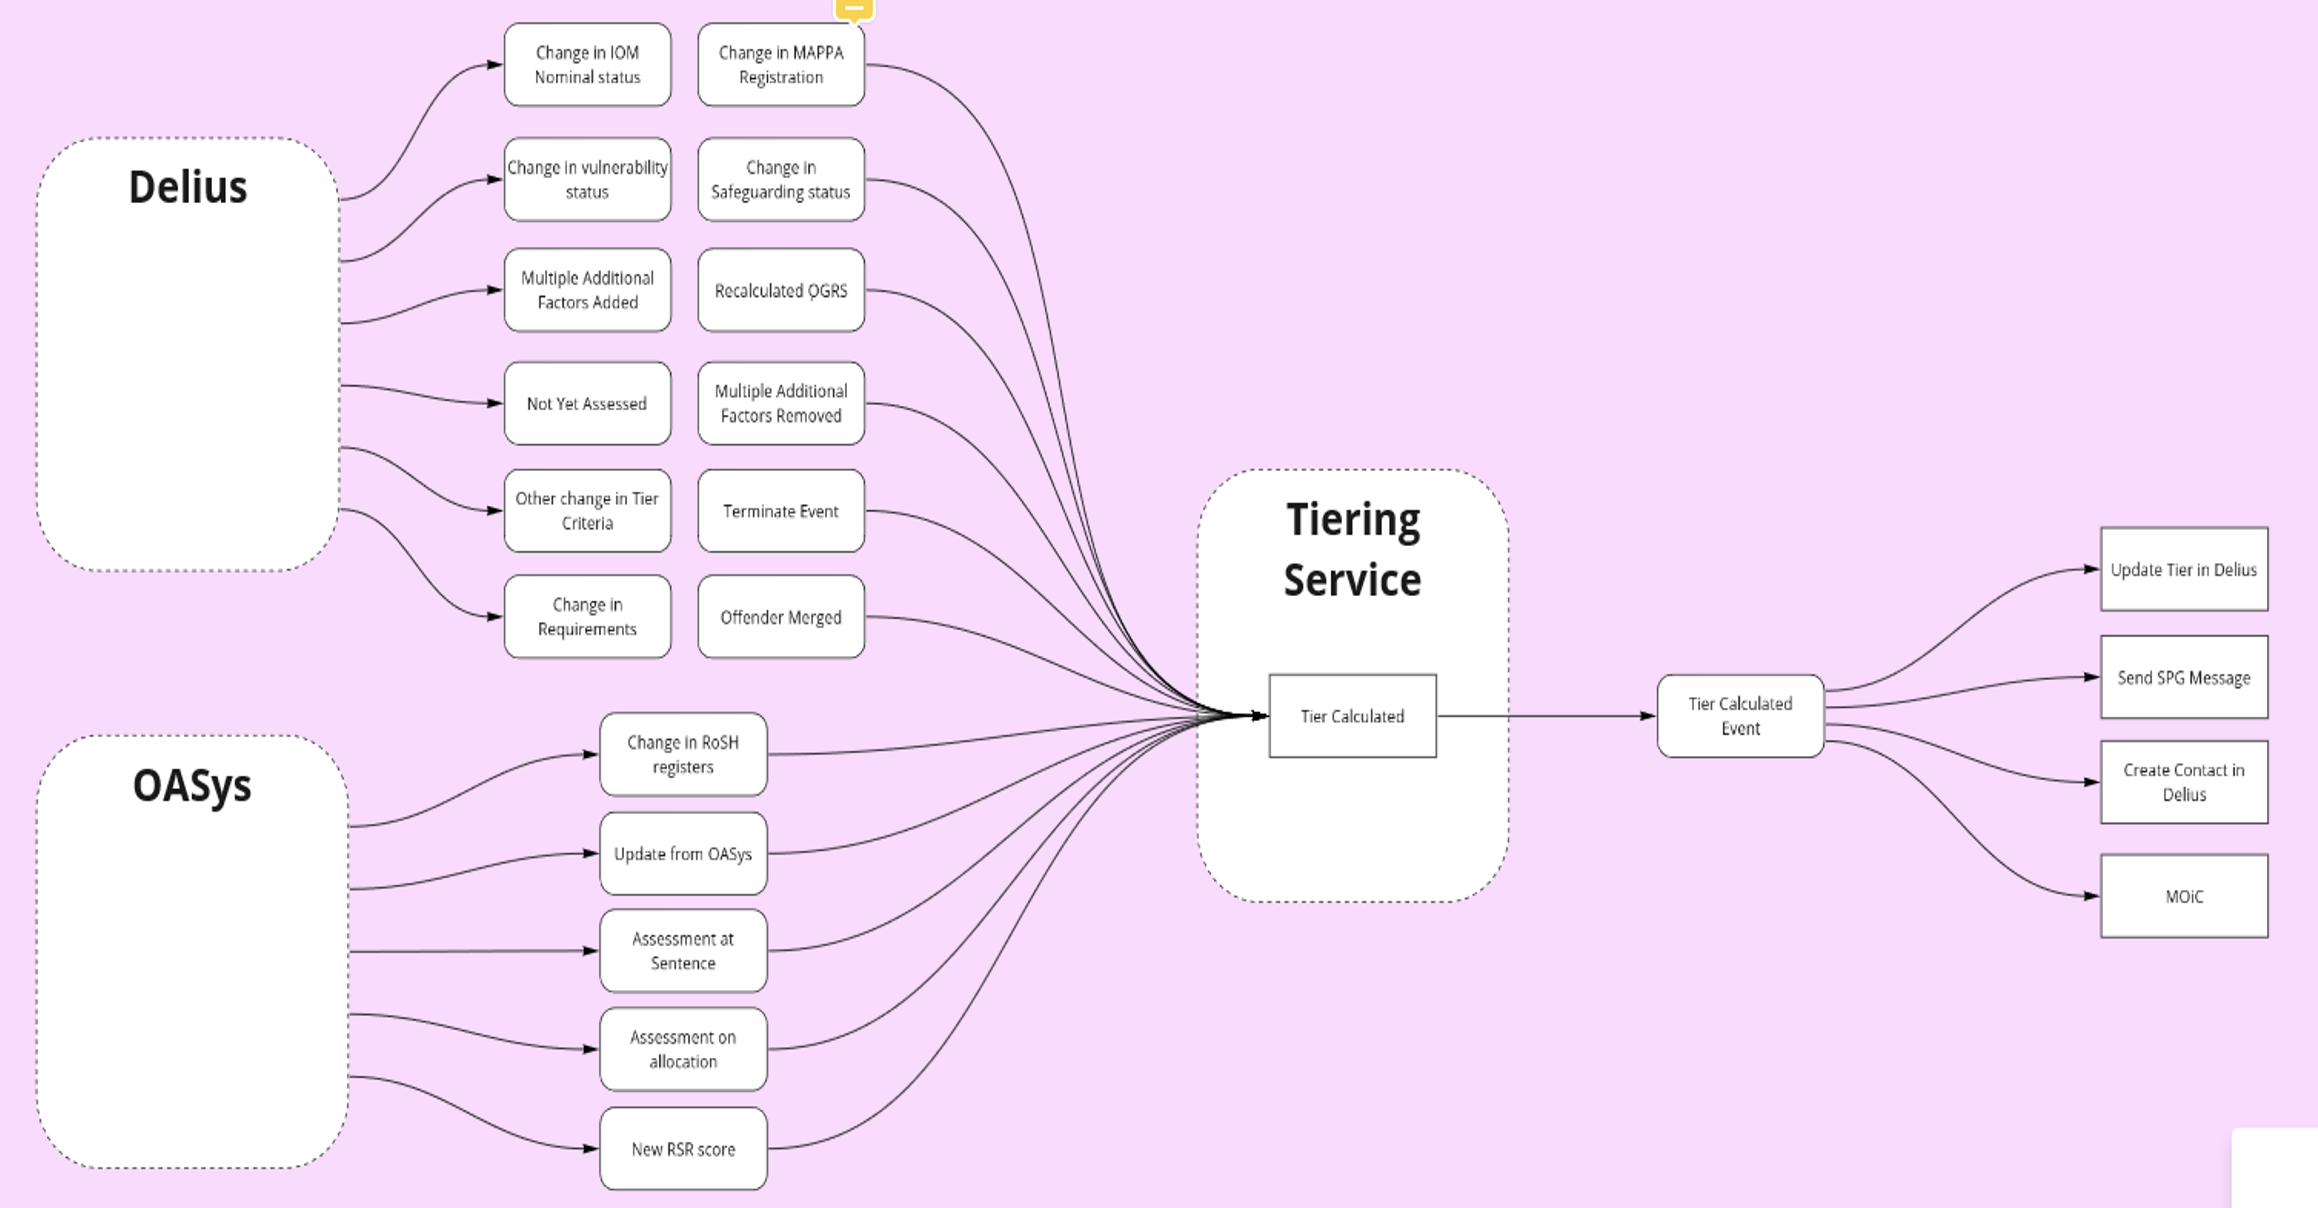 Change in IOM
Nominal status
Change in MAPPA
Registration
Delius
Change in vulnerability
status
Change in
Safeguarding status
Multiple Additional
Factors Added
Recalculated OGRS
Not Yet Assessed
Multiple Additional
Factors Removed
Other change in Tier
Criteria
Terminate Event
Change in
Requirements
Offender Merged
OASys
Change in RoSH
registers
Update from OASys
Assessment at
Sentence
Assessment on
allocation
New RSR score
Tiering
Service
Tier Calculated
Tier Calculated
Event
Update Tier in Delius
Send SPG Message
Create Contact in
Delius
MOiC